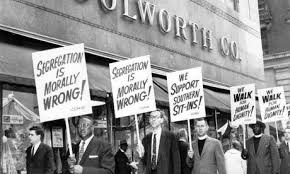 OOLWORTH CO.
SEGREGATION
IS
MORALLY
WRONG!
SEGREGATION
IS
MORALLY
WRONG!
WE
SUPPORT
SOUTHERN
SIT-INS!
WE
WALK
FOR
HUMAN
DIGNITY!
WE
WALK
FOR
HUMAN
DIGNITY!